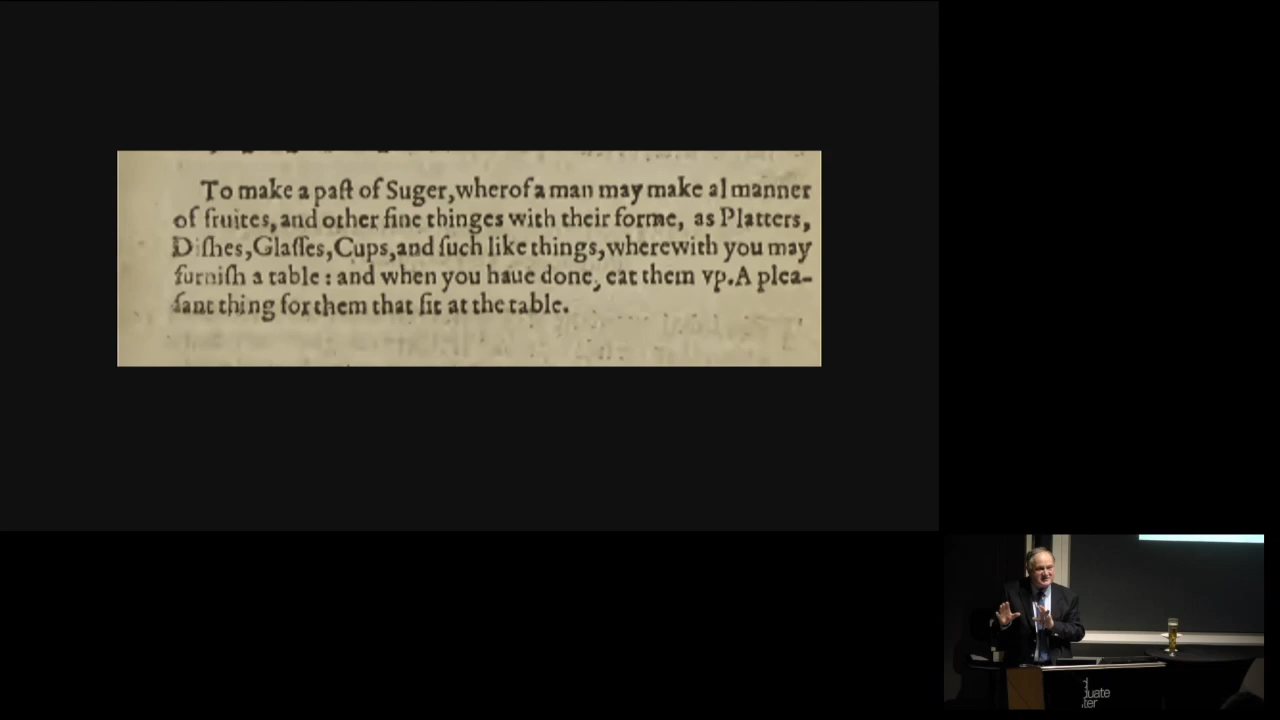 To make a paſt of Suger,wherof a man may make al manner
of fruites,and other fine thinges with their forme, as Platters,
Diſhes,Glaſſes,Cups,and ſuch like things,wherewith you may
furniſh a table : and when you haue done, eat them vp.A plea-
ſant thing for them that ſit at the table.
d
duate
ter